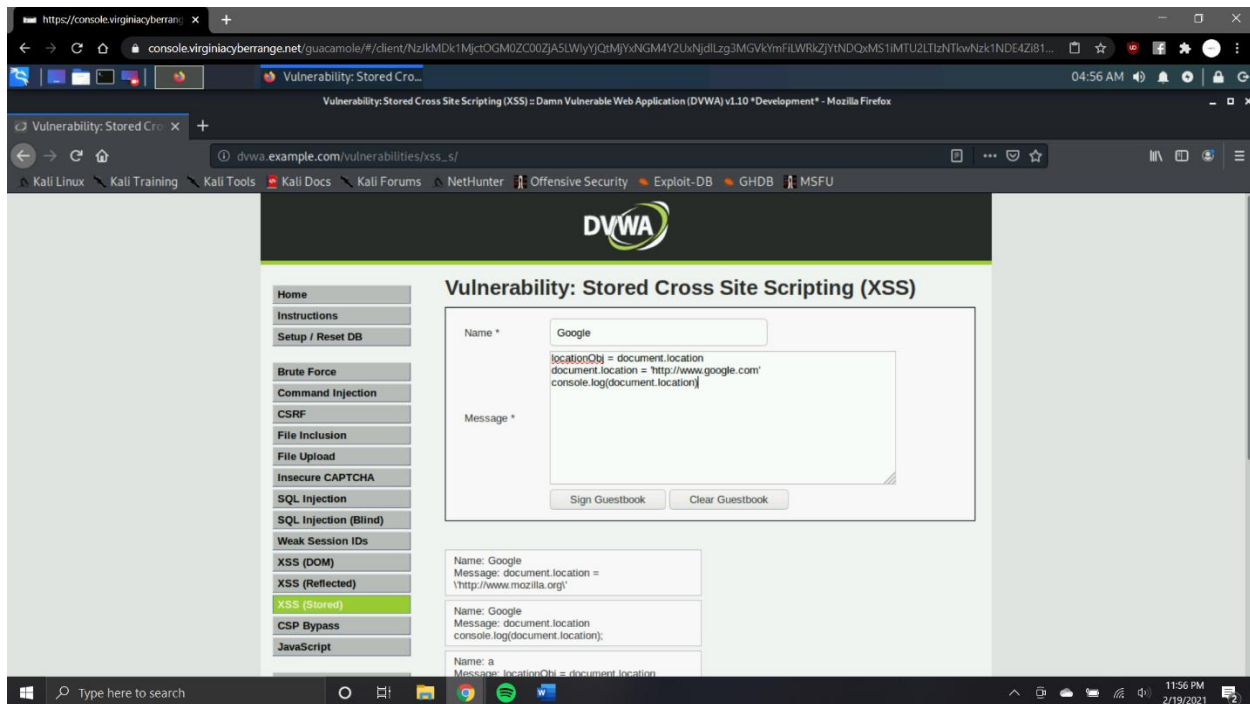 https://console.virginiacyberrang
console.virginiacyberrange.net/guacamole/#/client/NzJkMDk1MjctOGM0ZC00ZjA5LWIyYjQtMjYxNGM4Y2UxNjdlLzg3MGVkYmFiLWRkZjYtNDQxMS1iMTU2LTIzNTkwNzk1NDE4Zi81...
Vulnerability: Stored Cro...
04:56 AM
Vulnerability: Stored Cross Site Scripting (XSS) :: Damn Vulnerable Web Application (DVWA) v1.10 *Development* - Mozilla Firefox
Vulnerability: Stored Cro
dvwa.example.com/vulnerabilities/xss_s/
Kali Linux Kali Training Kali Tools Kali Docs Kali Forums NetHunter Offensive Security Exploit-DB GHDB MSFU
DVWA
Vulnerability: Stored Cross Site Scripting (XSS)
Home
Instructions
Setup / Reset DB
Brute Force
Command Injection
CSRF
File Inclusion
File Upload
Insecure CAPTCHA
SQL Injection
SQL Injection (Blind)
Weak Session IDs
XSS (DOM)
XSS (Reflected)
XSS (Stored)
CSP Bypass
JavaScript
Name * Google
Message *
locationObj = document.location
document.location = 'http://www.google.com'
console.log(document.location)
Sign Guestbook Clear Guestbook
Name: Google
Message: document.location =
\'http://www.mozilla.org\'
Name: Google
Message: document.location
console.log(document.location);
Name: a
Message: locationObj = document.location
Type here to search
11:56 PM
2/19/2021
2